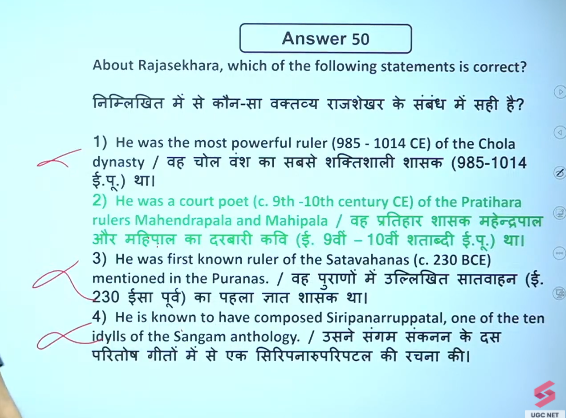 Answer 50
About Rajasekhara, which of the following statements is correct?
निम्लिखित में से कौन-सा वक्तव्य राजशेखर के संबंध में सही है?
1) He was the most powerful ruler (985 - 1014 CE) of the Chola
dynasty / वह चोल वंश का सबसे शक्तिशाली शासक (985-1014
ई.पू.) था।
2) He was a court poet (c. 9th -10th century CE) of the Pratihara
rulers Mahendrapala and Mahipala / वह प्रतिहार शासक महेन्द्रपाल
और महिपाल का दरबारी कवि (ई. 9वीं – 10वीं शताब्दी ई.पू.) था।
3) He was first known ruler of the Satavahanas (c. 230 BCE)
mentioned in the Puranas. / वह पुराणों में उल्लिखित सातवाहन (ई.
230 ईसा पूर्व) का पहला ज्ञात शासक था।
4) He is known to have composed Siripanarruppatal, one of the ten
idylls of the Sangam anthology. / उसने संगम संकनन के दस
परितोष गीतों में से एक सिरिपनारुपरिपटल की रचना की।
UGC NET